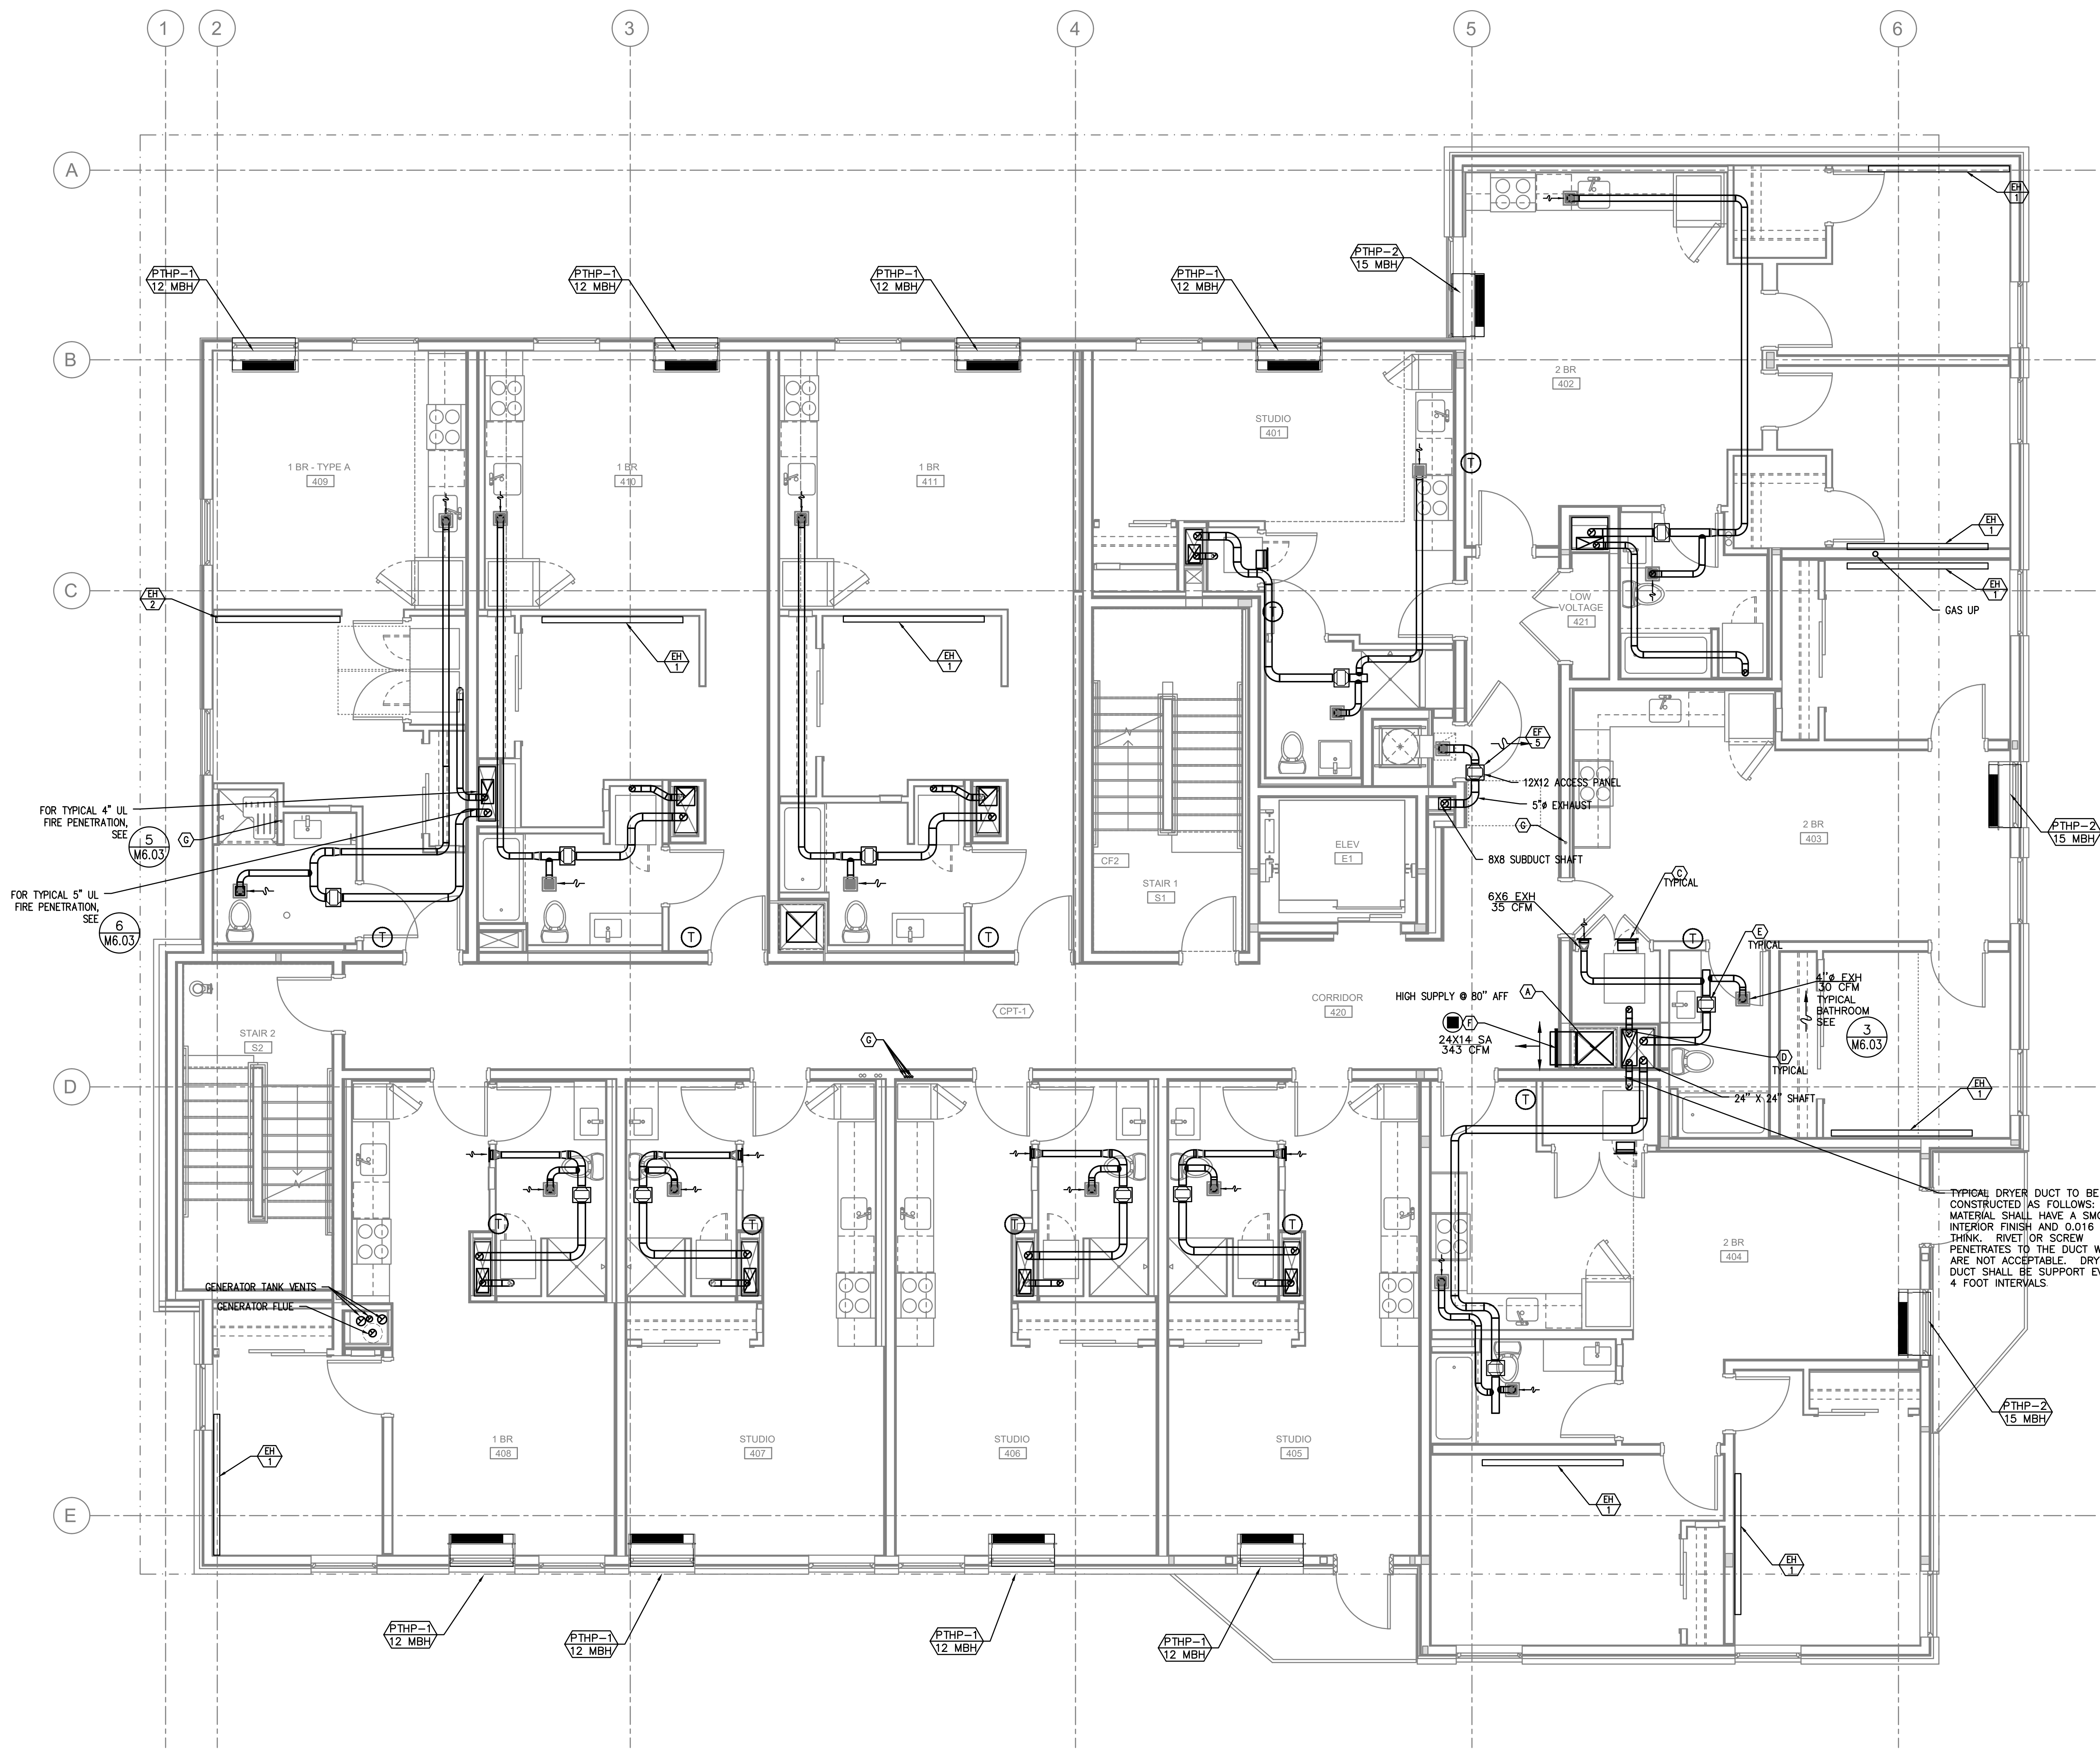 1
2
3
4
5
6
A
B
C
D
E
PTHP-1
12 MBH
PTHP-1
12 MBH
PTHP-1
12 MBH
PTHP-1
12 MBH
PTHP-2
15 MBH
EH
1
1 BR - TYPE A
409
1 BR
410
1 BR
411
STUDIO
401
2 BR
402
T
EH
1
EH
1
GAS UP
EH
2
LOW
VOLTAGE
421
T
EH
1
EH
1
EF
5
12X12 ACCESS PANEL
5"ø EXHAUST
G
8X8 SUBDUCT SHAFT
2 BR
403
PTHP-2
15 MBH
FOR TYPICAL 4" UL
FIRE PENETRATION,
SEE
5
M6.03
G
FOR TYPICAL 5" UL
FIRE PENETRATION,
SEE
6
M6.03
ELEV
E1
CF2
STAIR 1
S1
6X6 EXH
35 CFM
C
TYPICAL
T
T
T
T
E
TYPICAL
4"ø EXH
30 CFM
TYPICAL
BATHROOM
SEE
3
M6.03
HIGH SUPPLY @ 80" AFF
A
F
24X14 SA
343 CFM
CORRIDOR
420
CPT-1
G
STAIR 2
S2
D
TYPICAL
24" X 24" SHAFT
EH
1
T
TYPICAL DRYER DUCT TO BE
CONSTRUCTED AS FOLLOWS:
MATERIAL SHALL HAVE A SMO
INTERIOR FINISH AND 0.016
THINK. RIVET OR SCREW
PENETRATES TO THE DUCT W
ARE NOT ACCEPTABLE. DRY
DUCT SHALL BE SUPPORT EV
4 FOOT INTERVALS
T
T
T
T
2 BR
404
GENERATOR TANK VENTS
GENERATOR FLUE
PTHP-2
15 MBH
EH
1
1 BR
408
STUDIO
407
STUDIO
406
STUDIO
405
EH
1
EH
1
PTHP-1
12 MBH
PTHP-1
12 MBH
PTHP-1
12 MBH
PTHP-1
12 MBH